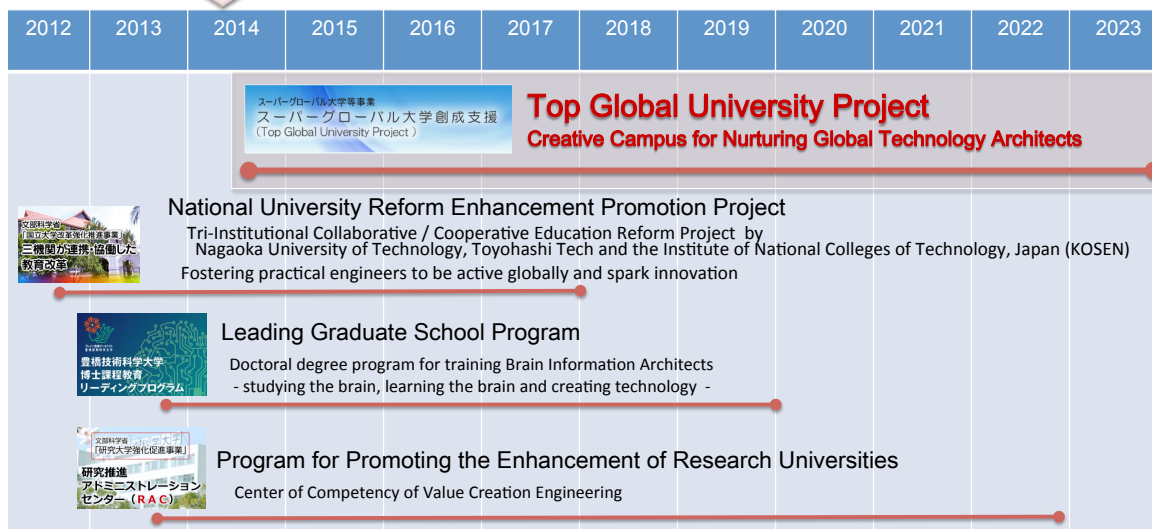 2012 2013 2014 2015 2016 2017 2018 2019 2020 2021 2022 2023
スーパーグローバル大学等事業
スーパーグローバル大学創成支援
(Top Global University Project )
Top Global University Project
Creative Campus for Nurturing Global Technology Architects
文部科学省
「国立大学改革強化推進事業」
三機関が連携・協働した
教育改革
National University Reform Enhancement Promotion Project
Tri-Institutional Collaborative / Cooperative Education Reform Project by
Nagaoka University of Technology, Toyohashi Tech and the Institute of National Colleges of Technology, Japan (KOSEN)
Fostering practical engineers to be active globally and spark innovation
豊橋技術科学大学
博士課程教育
リーディングプログラム
Leading Graduate School Program
Doctoral degree program for training Brain Information Architects
- studying the brain, learning the brain and creating technology -
文部科学省
「研究大学強化促進事業」
研究推進
アドミニストレーション
センター（RAC）
Program for Promoting the Enhancement of Research Universities
Center of Competency of Value Creation Engineering